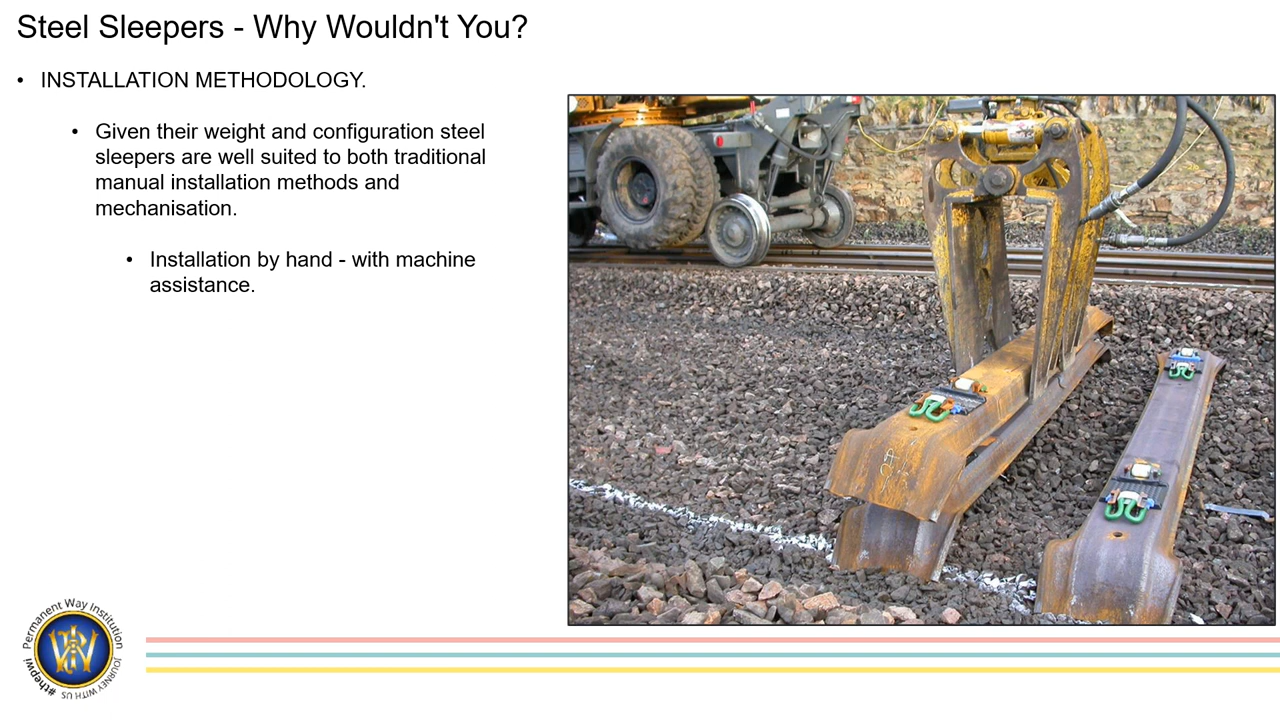 Steel Sleepers - Why Wouldn't You?
• INSTALLATION METHODOLOGY.
• Given their weight and configuration steel
sleepers are well suited to both traditional
manual installation methods and
mechanisation.
• Installation by hand - with machine
assistance.
Permanent Way Institution
#thepwi
JOURNEY WITH US